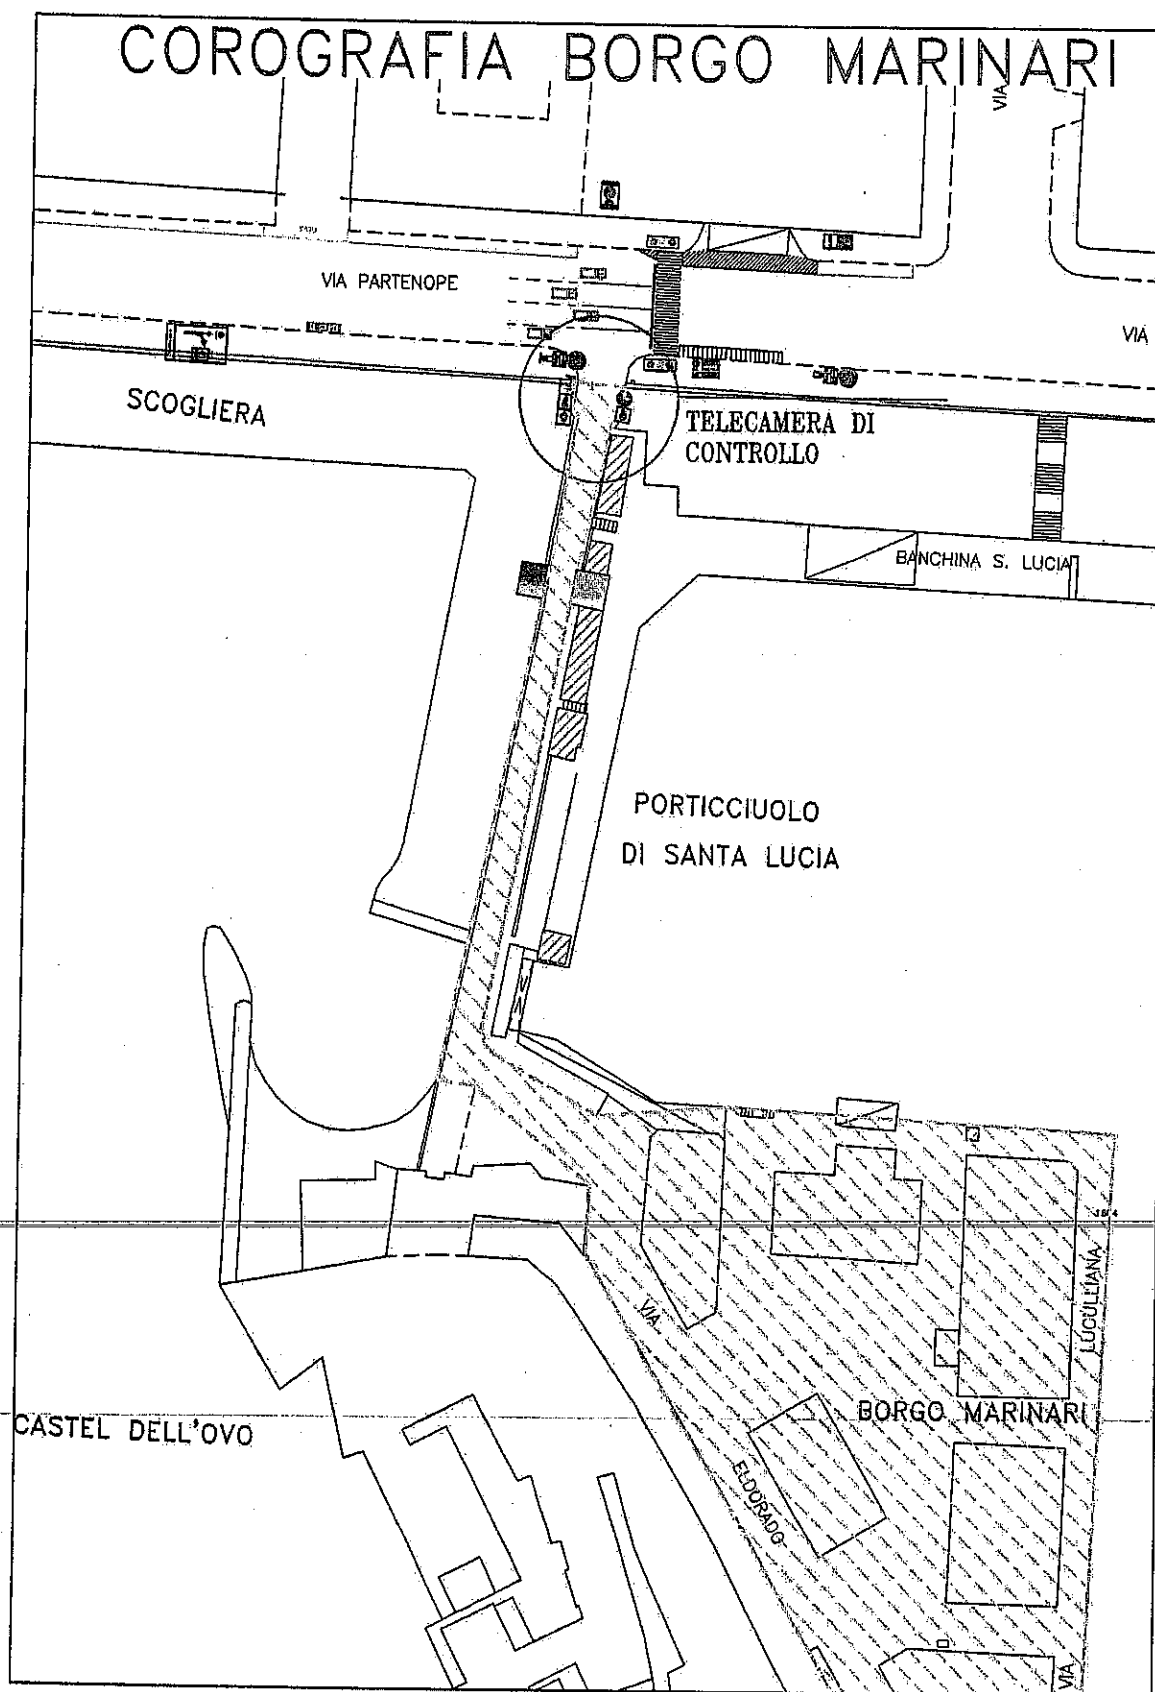 COROGRAFIA BORGO MARINARI
VIA
VIA PARTENOPE
VIA
SCOGLIERA
TELECAMERA DI
CONTROLLO
BANCHINA S. LUCIA
PORTICCIUOLO
DI SANTA LUCIA
LUCULLIANA
VIA
CASTEL DELL'OVO
BORGO MARINARI
ELDORADO
VIA